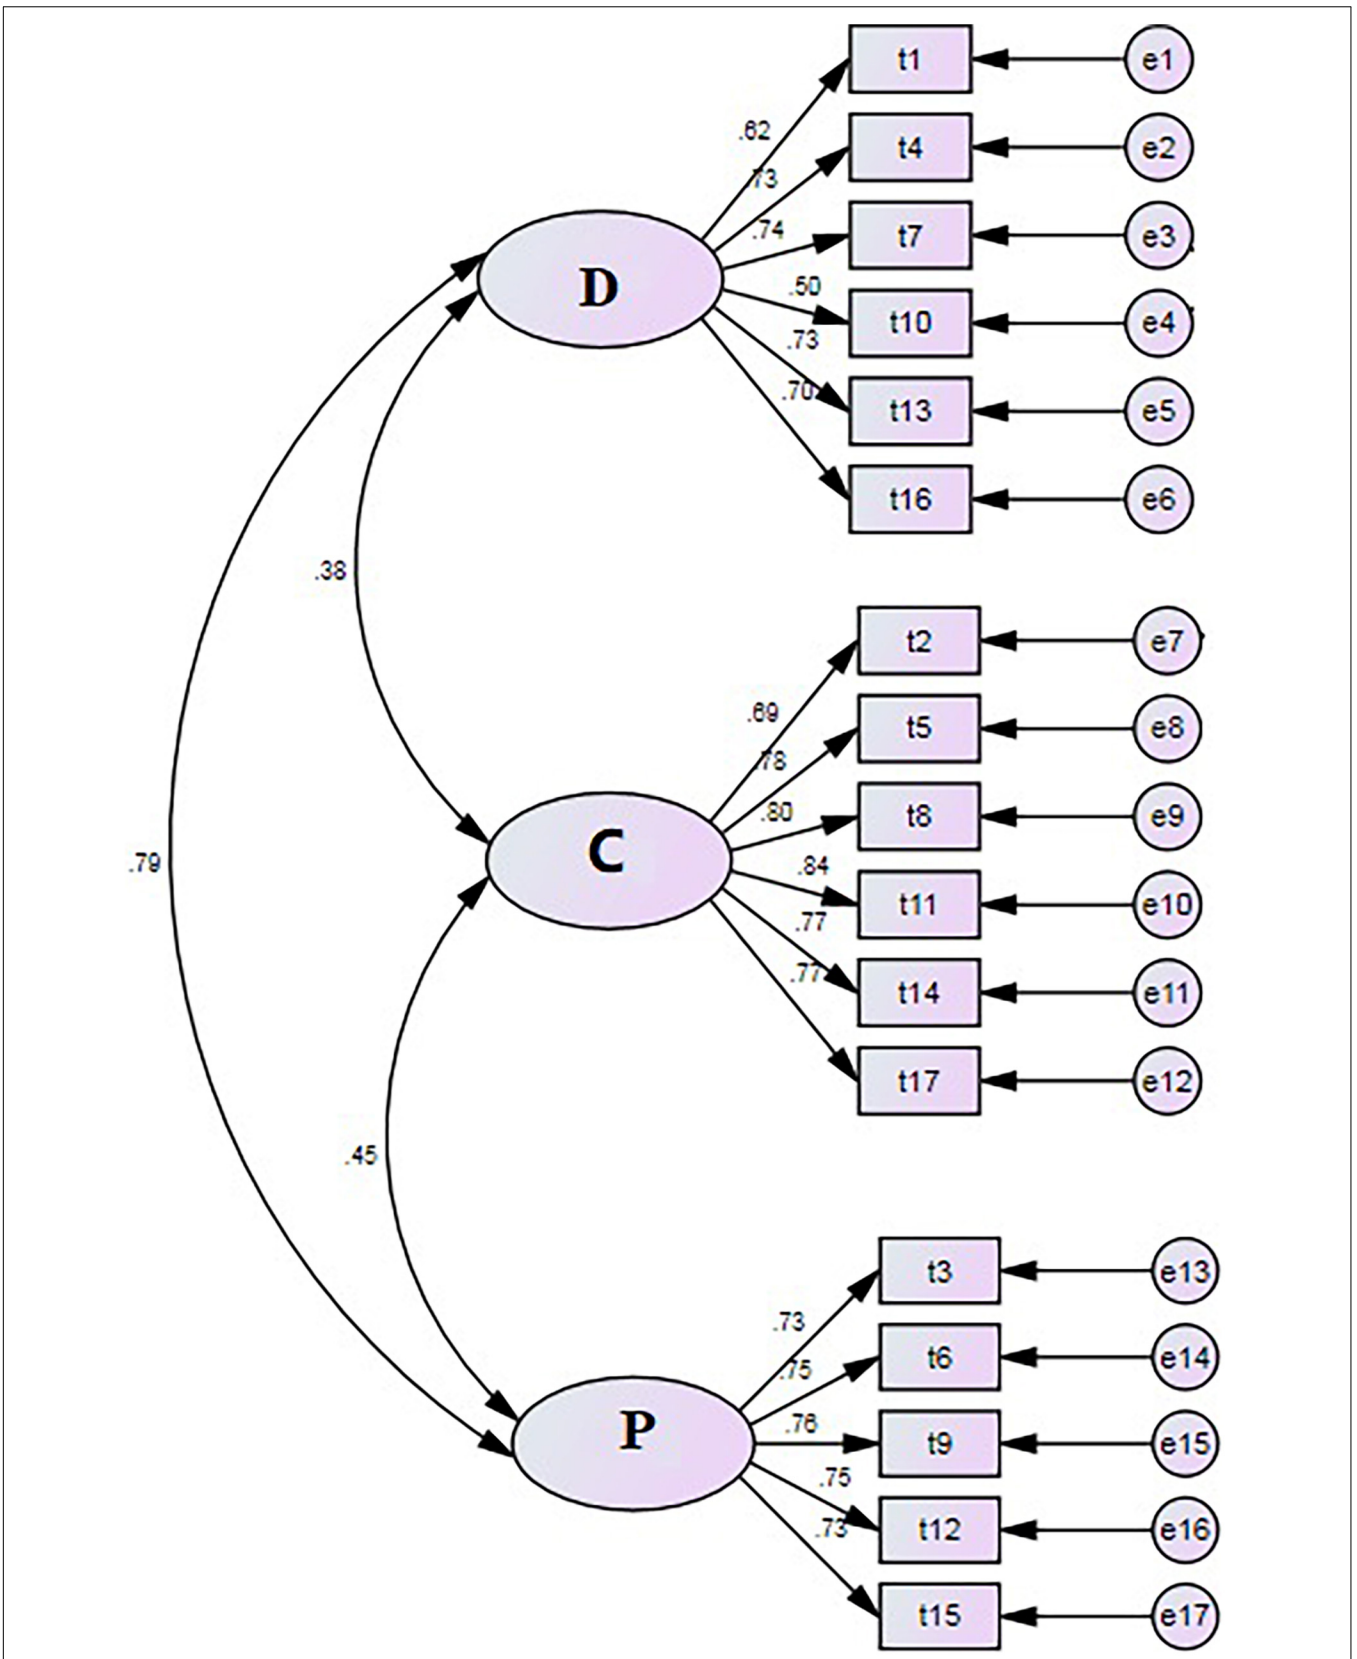 t1 e1
.62
t4 e2
.73
t7 e3
.74
D
.50
t10 e4
.73
.70
t13 e5
t16 e6
.38
t2 e7
.69
t5 e8
.78
.80
t8 e9
C
.84
t11 e10
.77
.77
t14 e11
t17 e12
.79
.45
t3 e13
.73
t6 e14
.75
.76
P
t9 e15
.75
.73
t12 e16
t15 e17